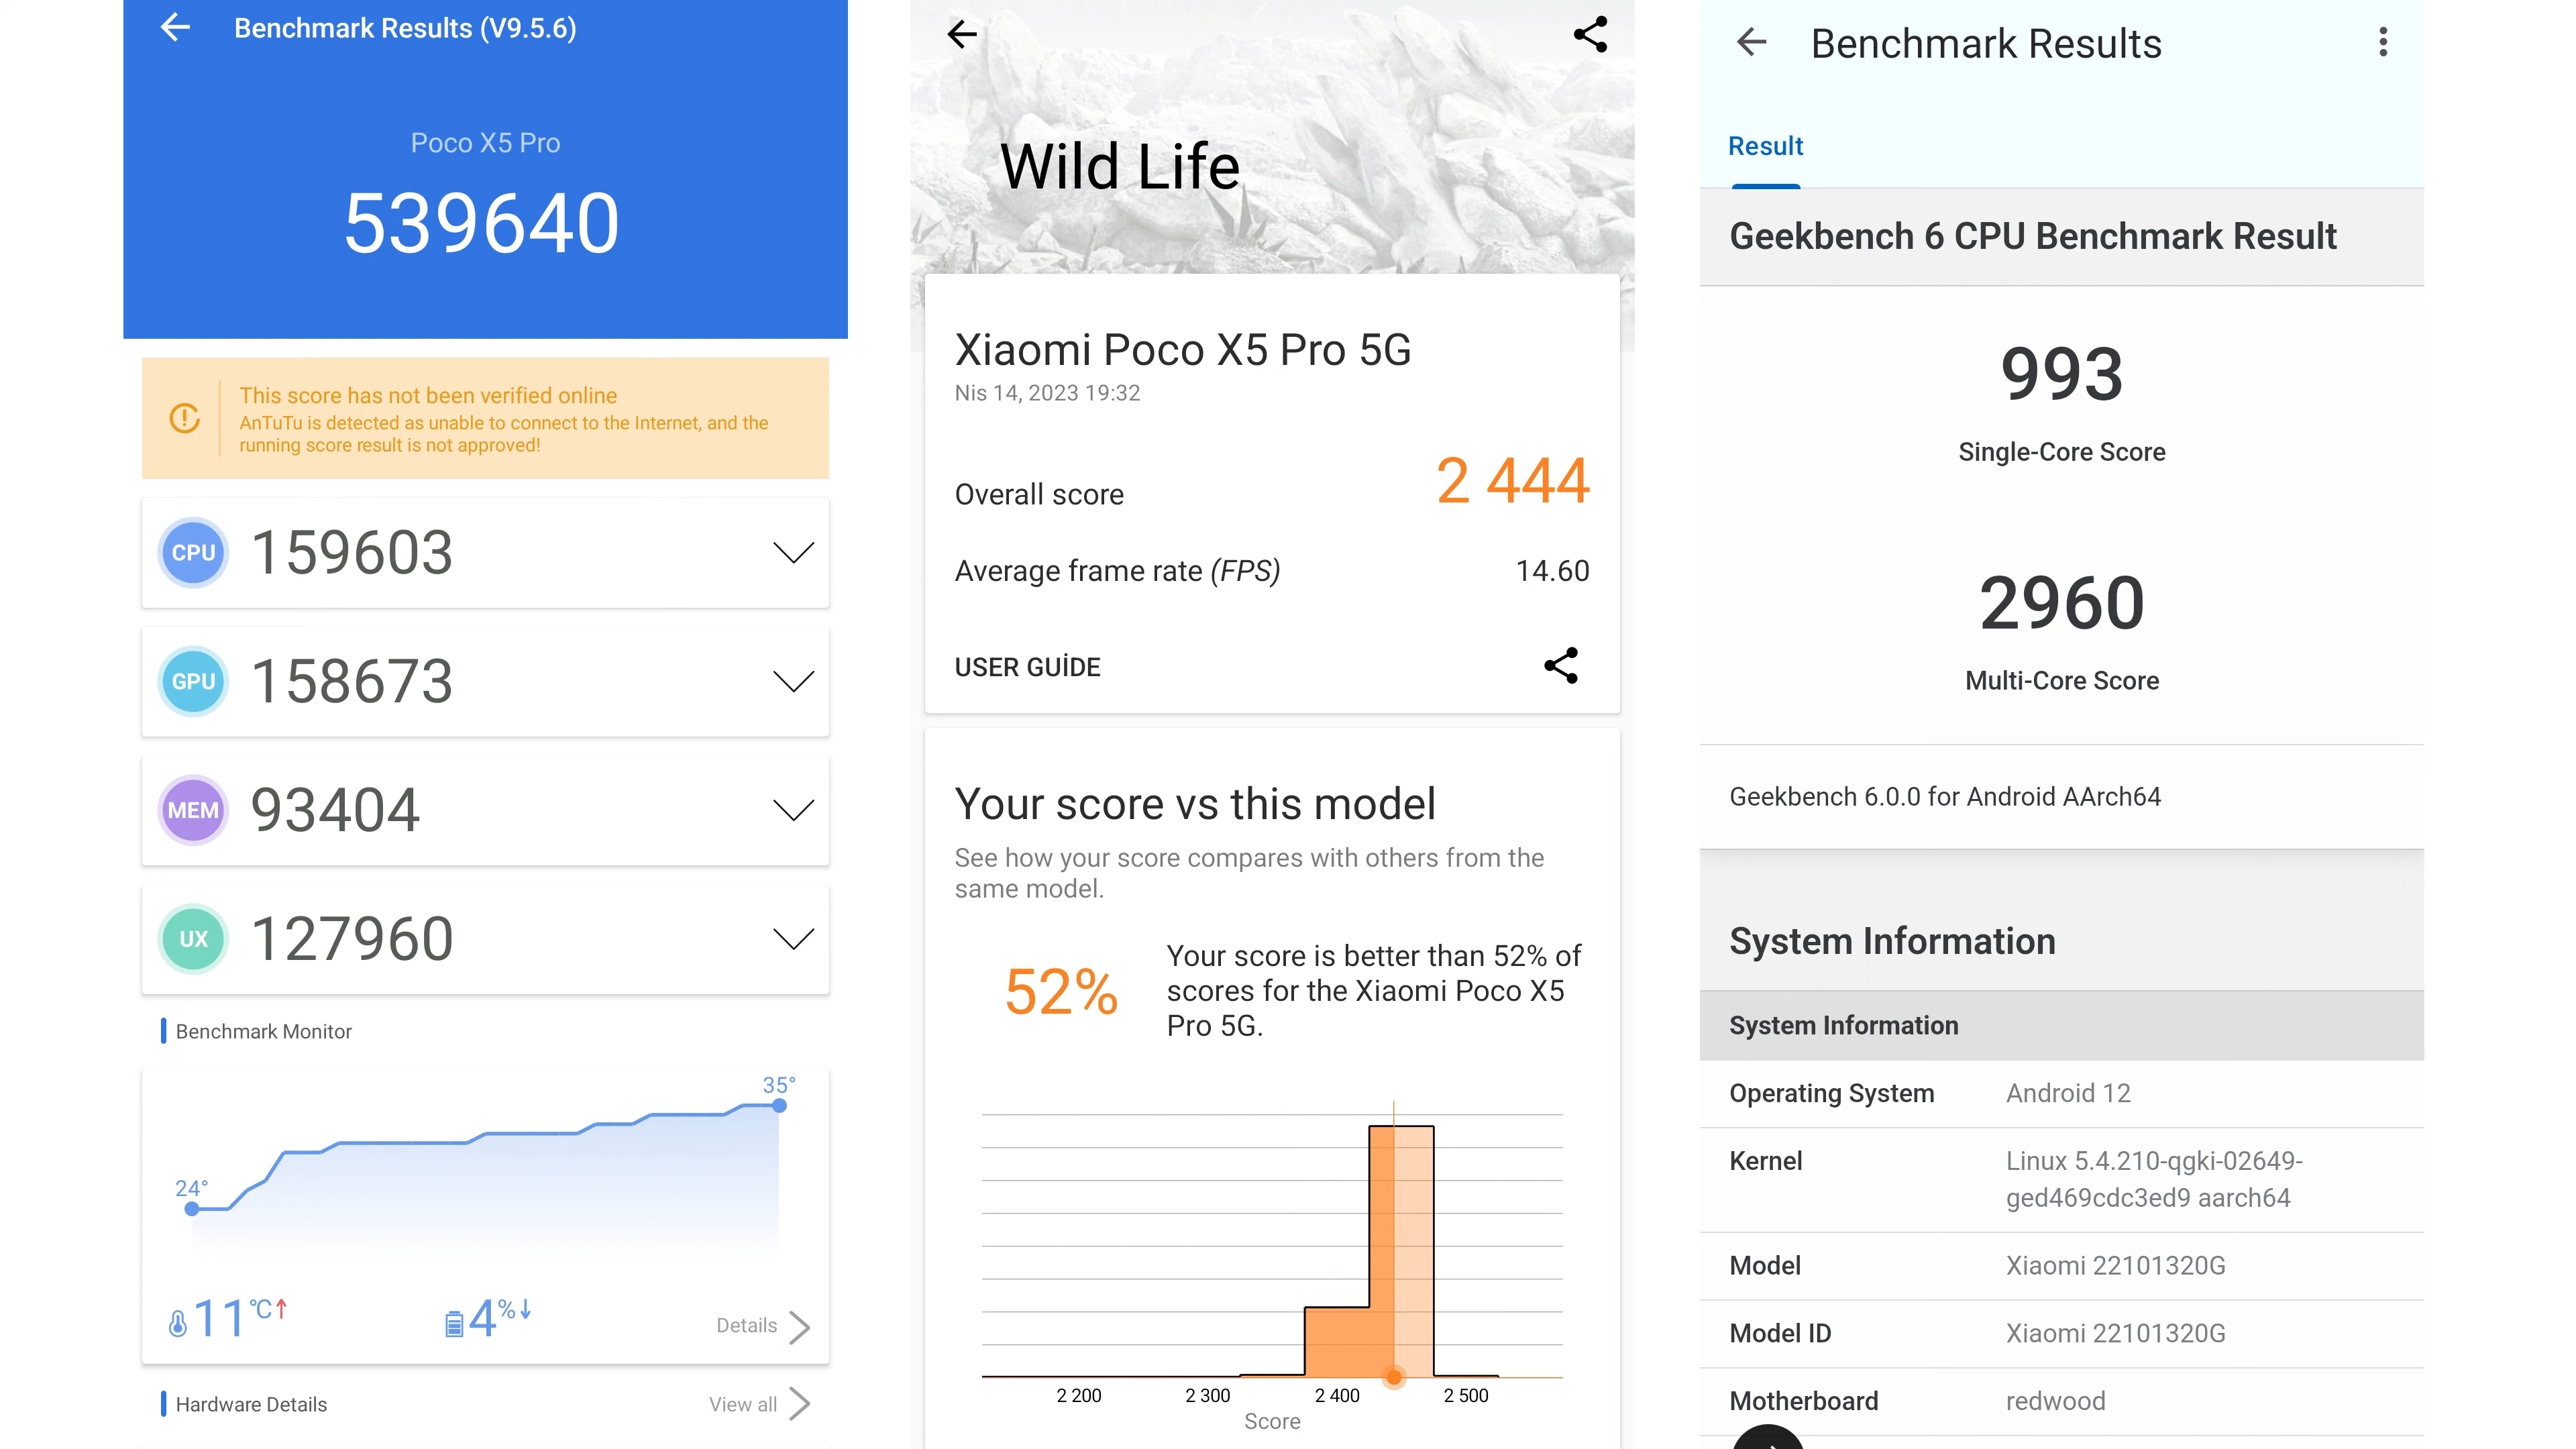 Benchmark Results (V9.5.6)
Poco X5 Pro
539640
This score has not been verified online
AnTuTu is detected as unable to connect to the Internet, and the
running score result is not approved!
CPU 159603
GPU 158673
MEM 93404
UX 127960
Benchmark Monitor
35°
24°
11 °C↑ 4 %↓ Details
Hardware Details View all
Wild Life
Xiaomi Poco X5 Pro 5G
Nis 14, 2023 19:32
Overall score 2 444
Average frame rate (FPS) 14.60
USER GUİDE
Your score vs this model
See how your score compares with others from the
same model.
52%
Your score is better than 52% of
scores for the Xiaomi Poco X5
Pro 5G.
2 200 2 300 2 400 2 500
Score
Benchmark Results
Result
Geekbench 6 CPU Benchmark Result
993
Single-Core Score
2960
Multi-Core Score
Geekbench 6.0.0 for Android AArch64
System Information
System Information
Operating System Android 12
Kernel Linux 5.4.210-qgki-02649-
ged469cdc3ed9 aarch64
Model Xiaomi 22101320G
Model ID Xiaomi 22101320G
Motherboard redwood